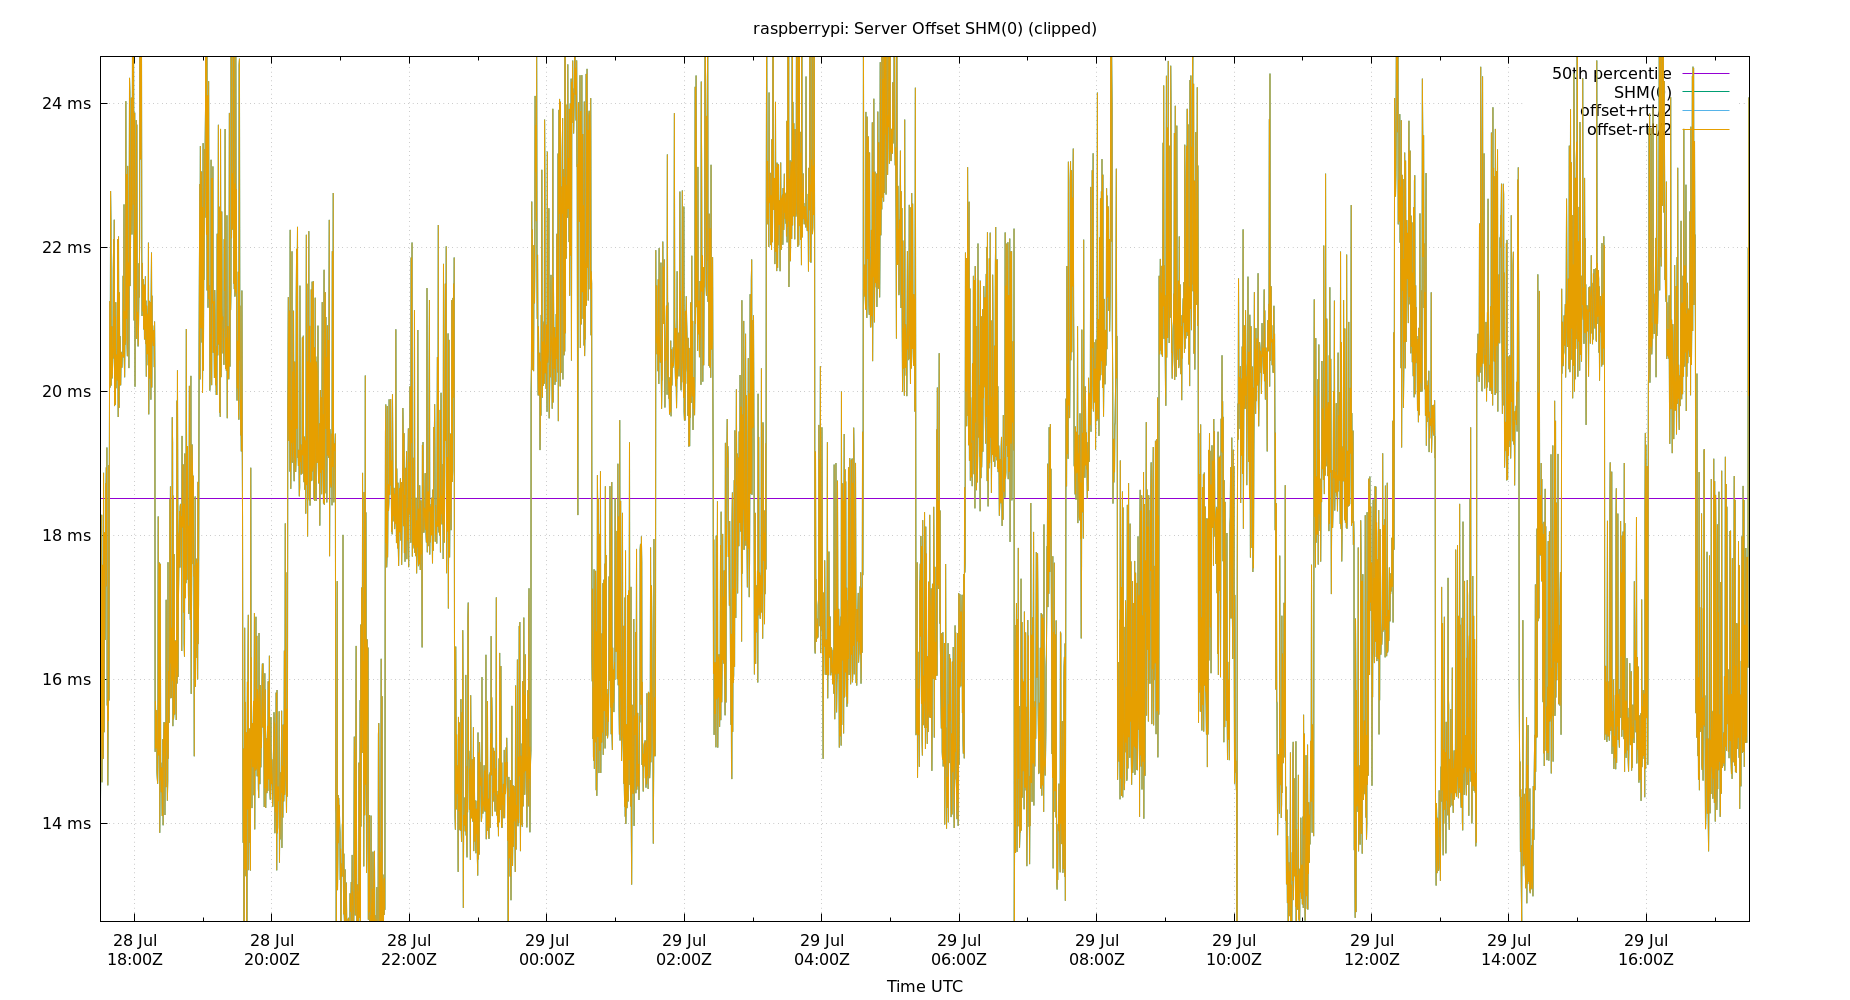 raspberrypi: Server Offset SHM(0) (clipped)
50th percentile
SHM(0)
offset+rtt/2
offset-rtt/2
24 ms
22 ms
20 ms
18 ms
16 ms
14 ms
28 Jul 28 Jul 28 Jul 29 Jul 29 Jul 29 Jul 29 Jul 29 Jul 29 Jul 29 Jul 29 Jul 29 Jul
18:00Z 20:00Z 22:00Z 00:00Z 02:00Z 04:00Z 06:00Z 08:00Z 10:00Z 12:00Z 14:00Z 16:00Z
Time UTC